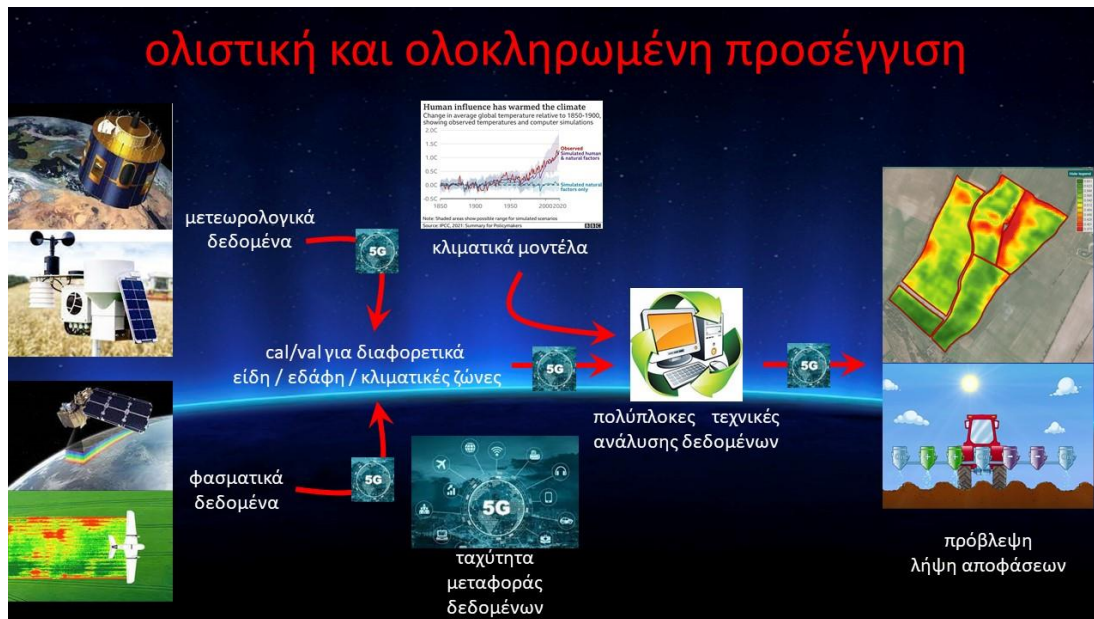 ολιστική και ολοκληρωμένη προσέγγιση
Human influence has warmed the climate
Change in average global temperature relative to 1850-1900,
showing observed temperatures and computer simulations
2.0C
1.5C
1.0C
0.5C
0.0C
-0.5C
Observed
Simulated human
& natural factors
Simulated natural
factors only
1850
1900
1950
2000
2020
Note: Shaded areas show possible range for simulated scenarios
Source: IPCC, 2021: Summary for Policymakers
BBC
μετεωρολογικά
δεδομένα
5G
κλιματικά μοντέλα
cal/val για διαφορετικά
είδη / εδάφη / κλιματικές ζώνες
5G
5G
πολύπλοκες τεχνικές
ανάλυσης δεδομένων
φασματικά
δεδομένα
5G
5G
ταχύτητα
μεταφοράς
δεδομένων
πρόβλεψη
λήψη αποφάσεων